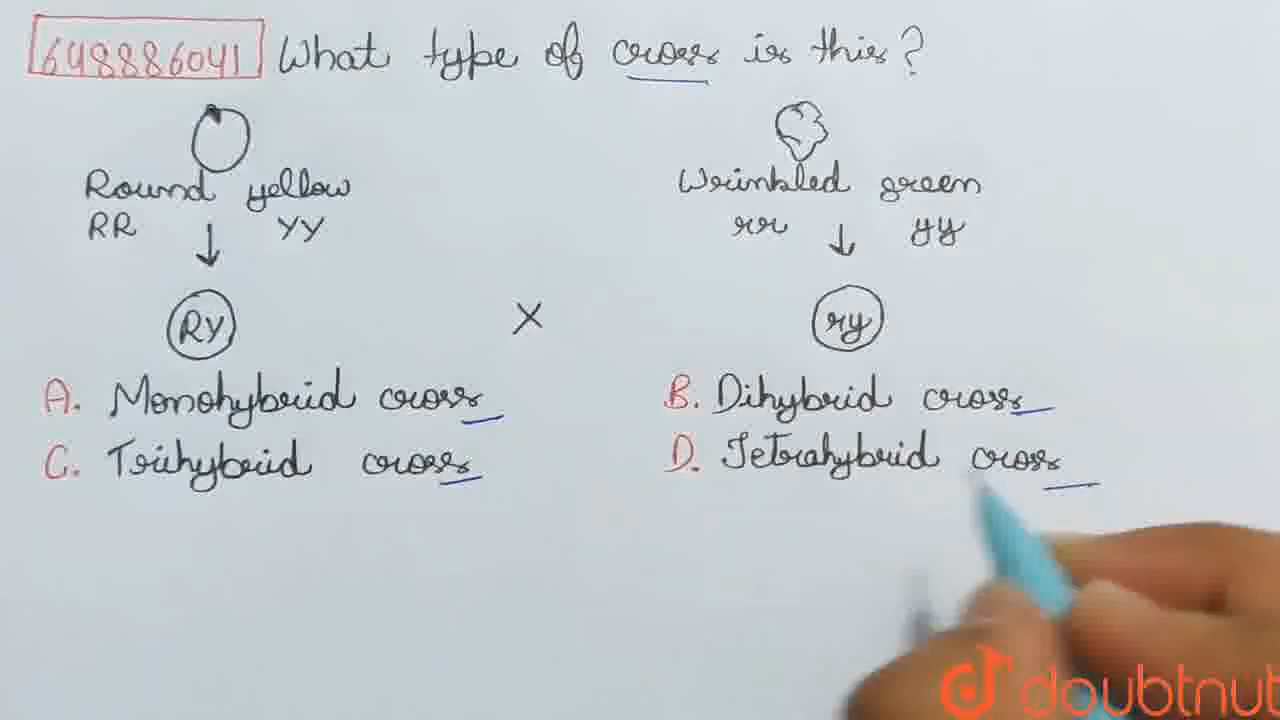 648886041 What type of cross is this?
Round yellow
RR YY
Wrinkled green
rr yy
RY X ry
A. Monohybrid cross
B. Dihybrid cross
C. Trihybrid cross
D. Tetrahybrid cross
doubtnut